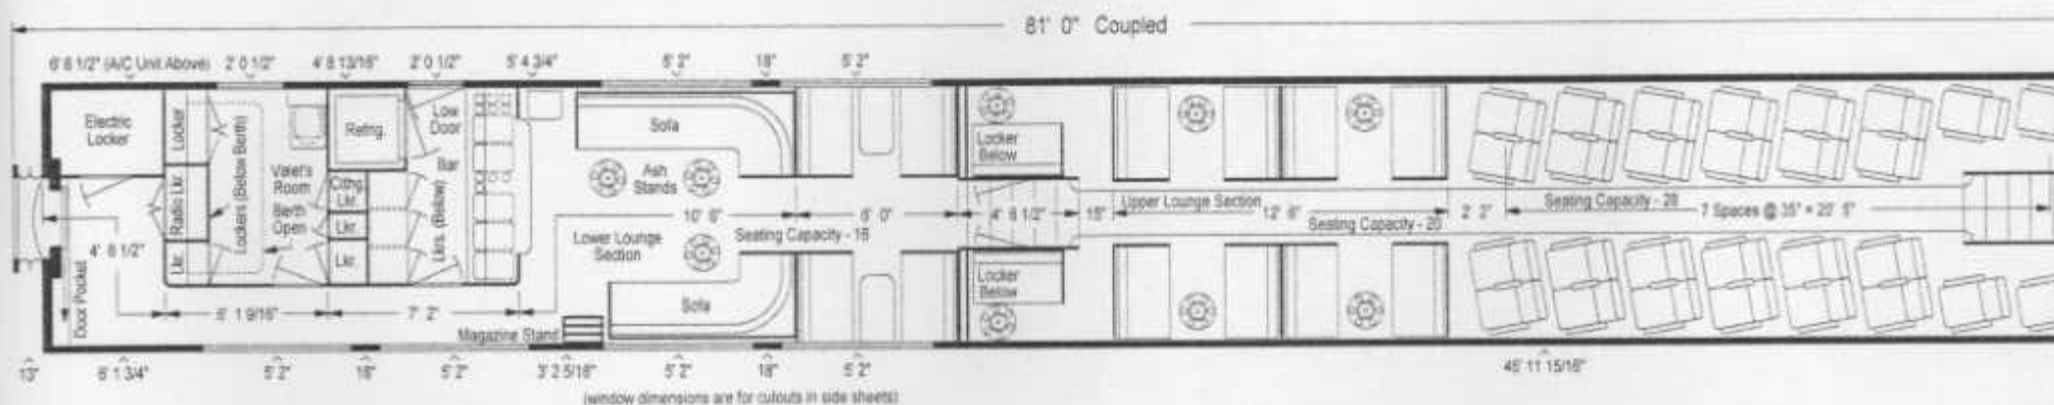 81' 0" Coupled
6' 8 1/2" (A/C Unit Above) 2' 0 1/2" 4' 8 13/16" 2' 0 1/2" 5' 4 3/4" 5' 2" 18" 5' 2"
Electric
Locker
Locker
Radio Lkr.
Lkr.
Lockers (Below Berth)
Valet's
Room
Berth
Open
Refrig.
Clthg.
Lkr.
Lkr.
Lkr.
Low
Door
Bar
Lkrs. (Below)
Sofa
Ash
Stands
Lower Lounge
Section
Sofa
Magazine Stand
Door Pocket
4' 6 1/2"
6' 1 9/16"
7' 2"
10' 6"
Seating Capacity - 16
6' 0"
Locker
Below
Locker
Below
4' 6 1/2"
15"
Upper Lounge Section
12' 6"
Seating Capacity - 20
2' 2"
Seating Capacity - 28
7 Spaces @ 35" = 20' 5"
13" 6' 1 3/4" 5' 2" 18" 5' 2" 3' 2 5/16" 5' 2" 18" 5' 2" 45' 11 15/16"
(window dimensions are for cutouts in side sheets)